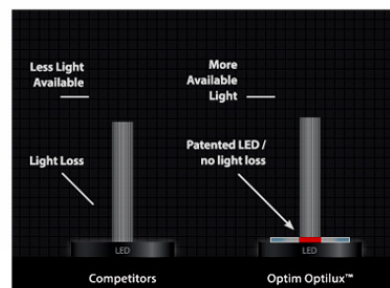 Less Light
Available
More
Available
Light
Light Loss
Patented LED /
no light loss
LED
LED
Competitors
Optim Optilux™